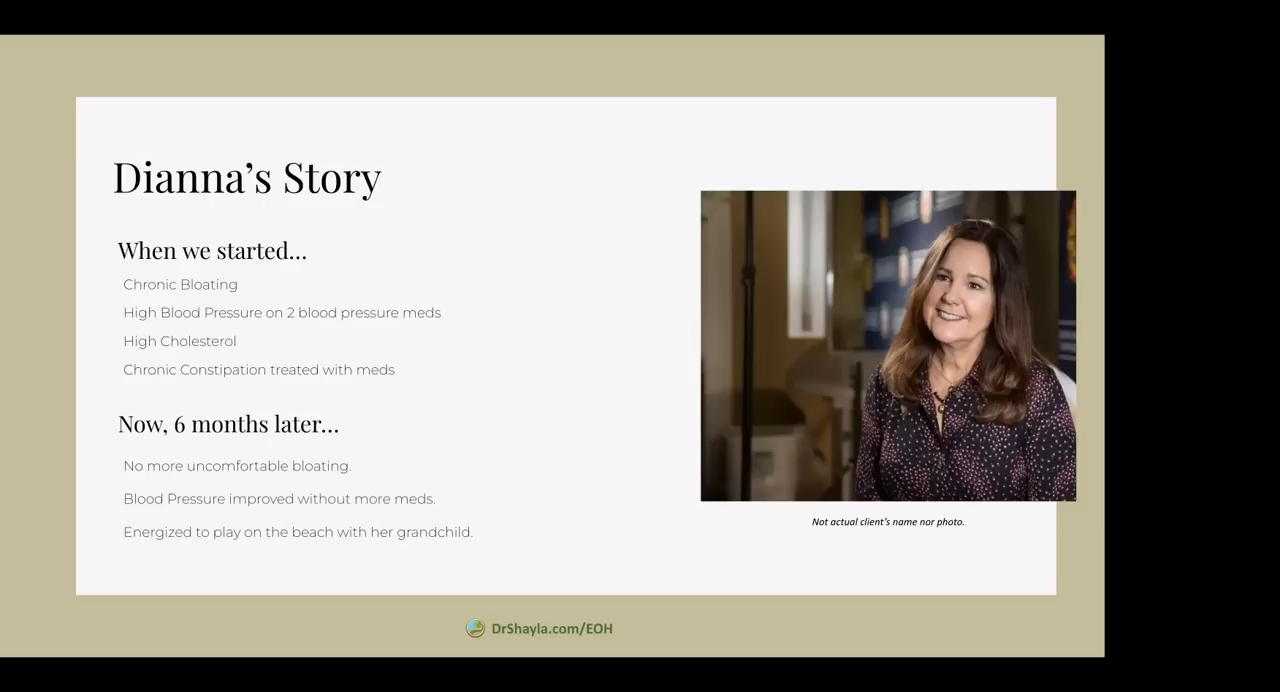 Dianna’s Story
When we started...
Chronic Bloating
High Blood Pressure on 2 blood pressure meds
High Cholesterol
Chronic Constipation treated with meds
Now, 6 months later...
No more uncomfortable bloating.
Blood Pressure improved without more meds.
Energized to play on the beach with her grandchild.
Not actual client’s name nor photo.
DrShayla.com/EOH